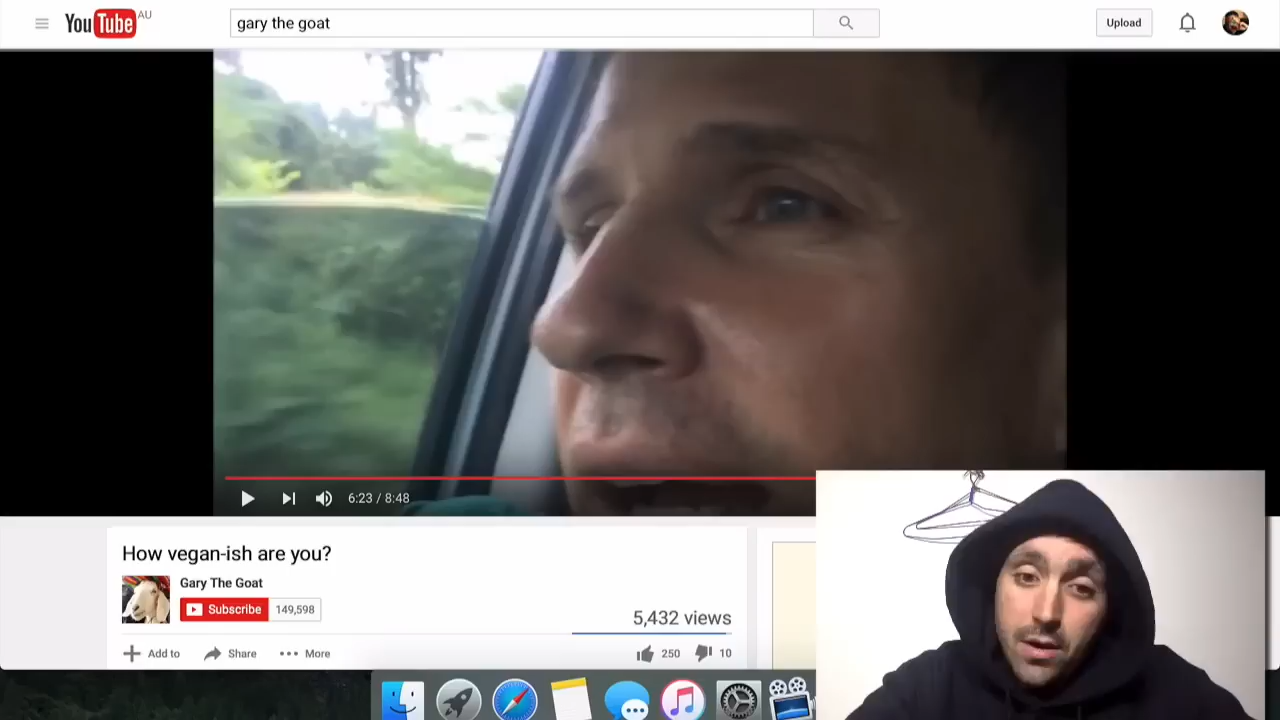 YouTube AU
gary the goat
Upload
6:23 / 8:48
How vegan-ish are you?
Gary The Goat
Subscribe 149,598
5,432 views
Add to Share More
250 10